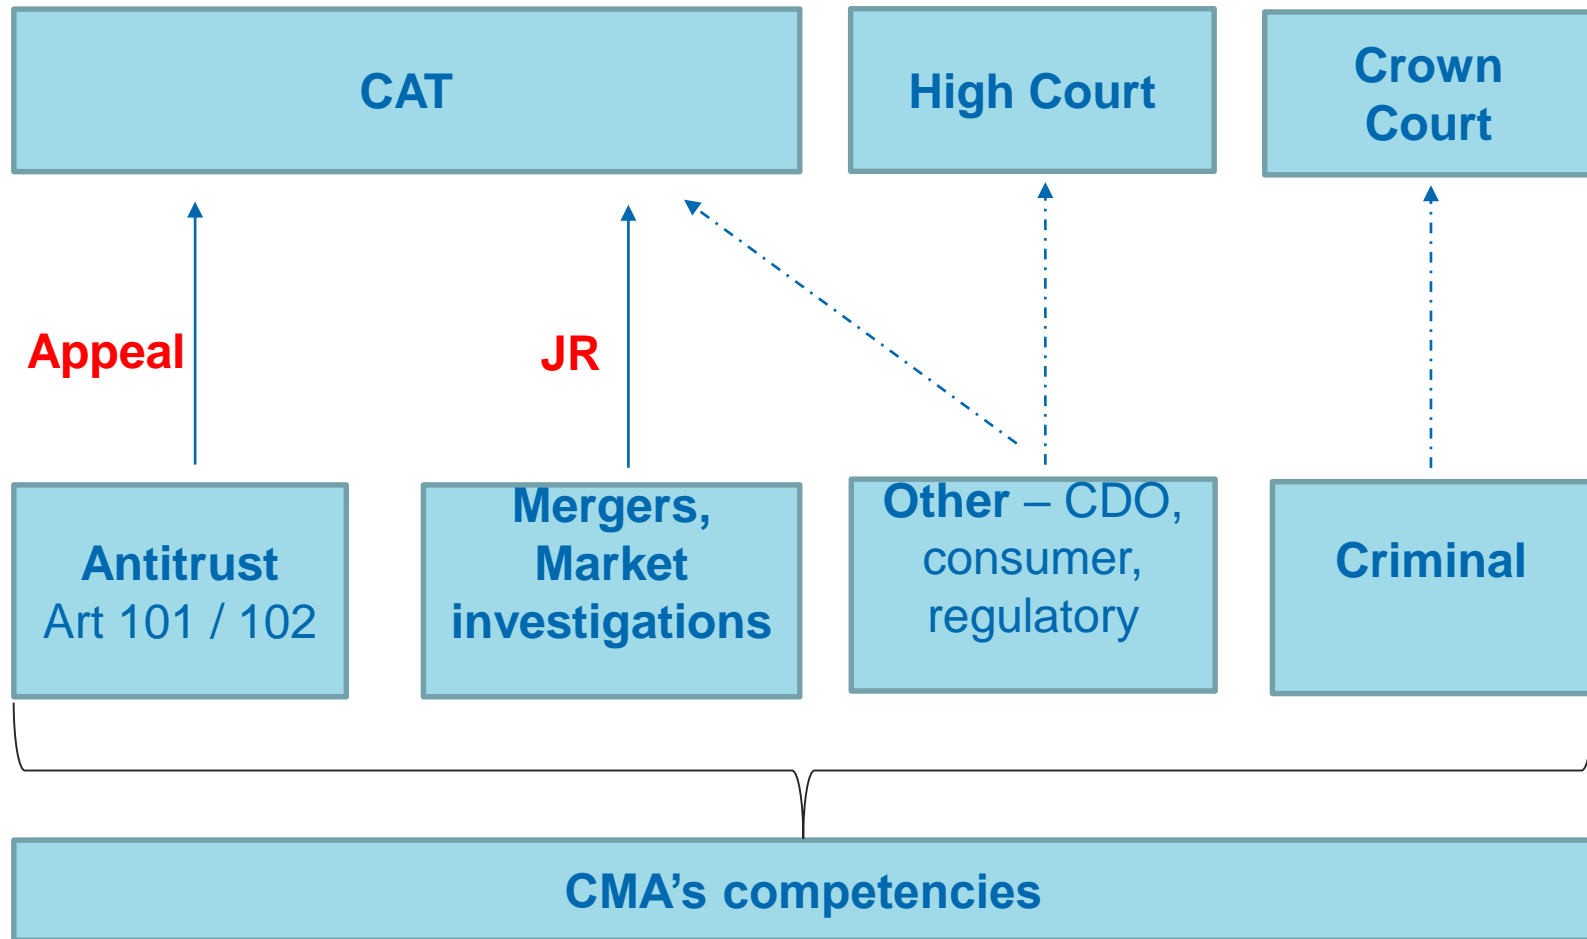 CAT
High Court
Crown
Court
Appeal
JR
Antitrust
Art 101 / 102
Mergers,
Market
investigations
Other – CDO,
consumer,
regulatory
Criminal
CMA’s competencies